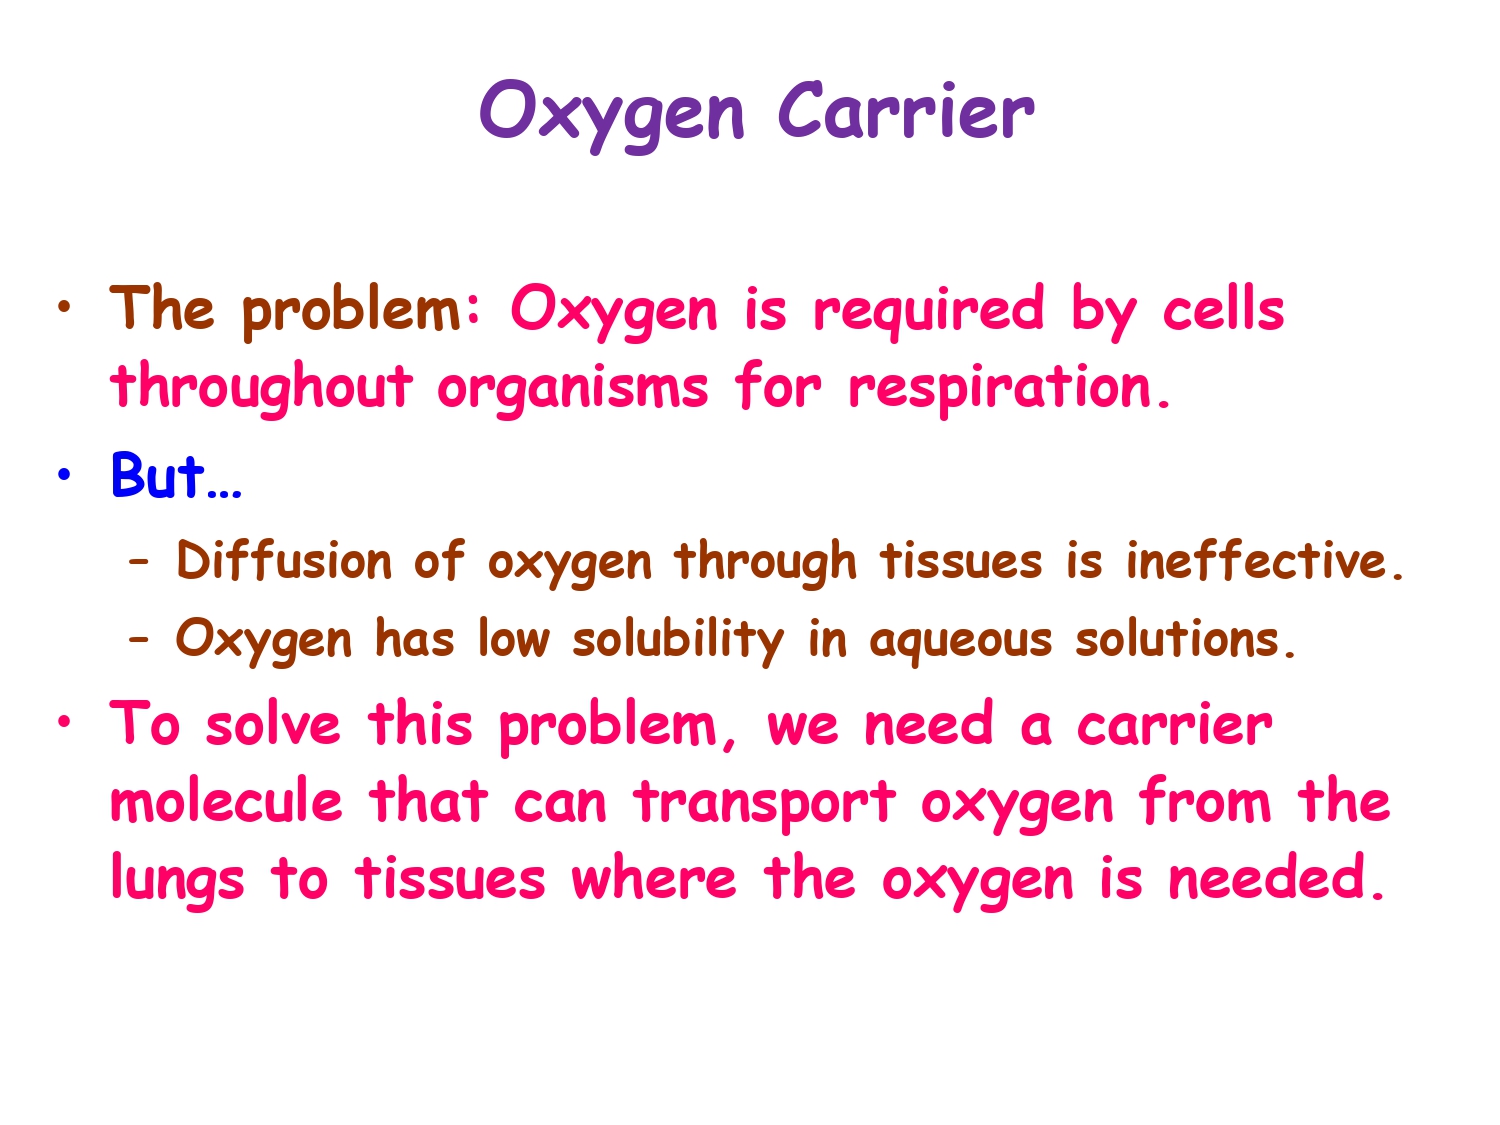 Oxygen Carrier
• The problem: Oxygen is required by cells
throughout organisms for respiration.
• But…
– Diffusion of oxygen through tissues is ineffective.
– Oxygen has low solubility in aqueous solutions.
• To solve this problem, we need a carrier
molecule that can transport oxygen from the
lungs to tissues where the oxygen is needed.